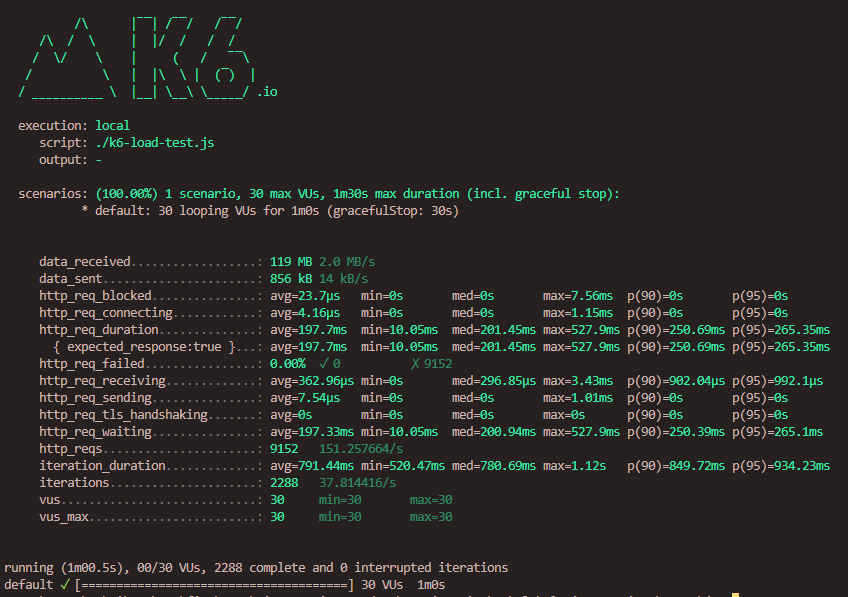 .io
execution: local
script: ./k6-load-test.js
output: -
scenarios: (100.00%) 1 scenario, 30 max VUs, 1m30s max duration (incl. graceful stop):
* default: 30 looping VUs for 1m0s (gracefulStop: 30s)
data_received..................: 119 MB 2.0 MB/s
data_sent......................: 856 kB 14 kB/s
http_req_blocked...............: avg=23.7µs min=0s med=0s max=7.56ms p(90)=0s p(95)=0s
http_req_connecting............: avg=4.16µs min=0s med=0s max=1.15ms p(90)=0s p(95)=0s
http_req_duration..............: avg=197.7ms min=10.05ms med=201.45ms max=527.9ms p(90)=250.69ms p(95)=265.35ms
{ expected_response:true }...: avg=197.7ms min=10.05ms med=201.45ms max=527.9ms p(90)=250.69ms p(95)=265.35ms
http_req_failed................: 0.00% ✓ 0 ✗ 9152
http_req_receiving.............: avg=362.96µs min=0s med=296.85µs max=3.43ms p(90)=902.04µs p(95)=992.1µs
http_req_sending...............: avg=7.54µs min=0s med=0s max=1.01ms p(90)=0s p(95)=0s
http_req_tls_handshaking.......: avg=0s min=0s med=0s max=0s p(90)=0s p(95)=0s
http_req_waiting...............: avg=197.33ms min=10.05ms med=200.94ms max=527.9ms p(90)=250.39ms p(95)=265.1ms
http_reqs......................: 9152 151.257664/s
iteration_duration.............: avg=791.44ms min=520.47ms med=780.69ms max=1.12s p(90)=849.72ms p(95)=934.23ms
iterations.....................: 2288 37.814416/s
vus............................: 30 min=30 max=30
vus_max........................: 30 min=30 max=30
running (1m00.5s), 00/30 VUs, 2288 complete and 0 interrupted iterations
default ✓ [======================================] 30 VUs 1m0s